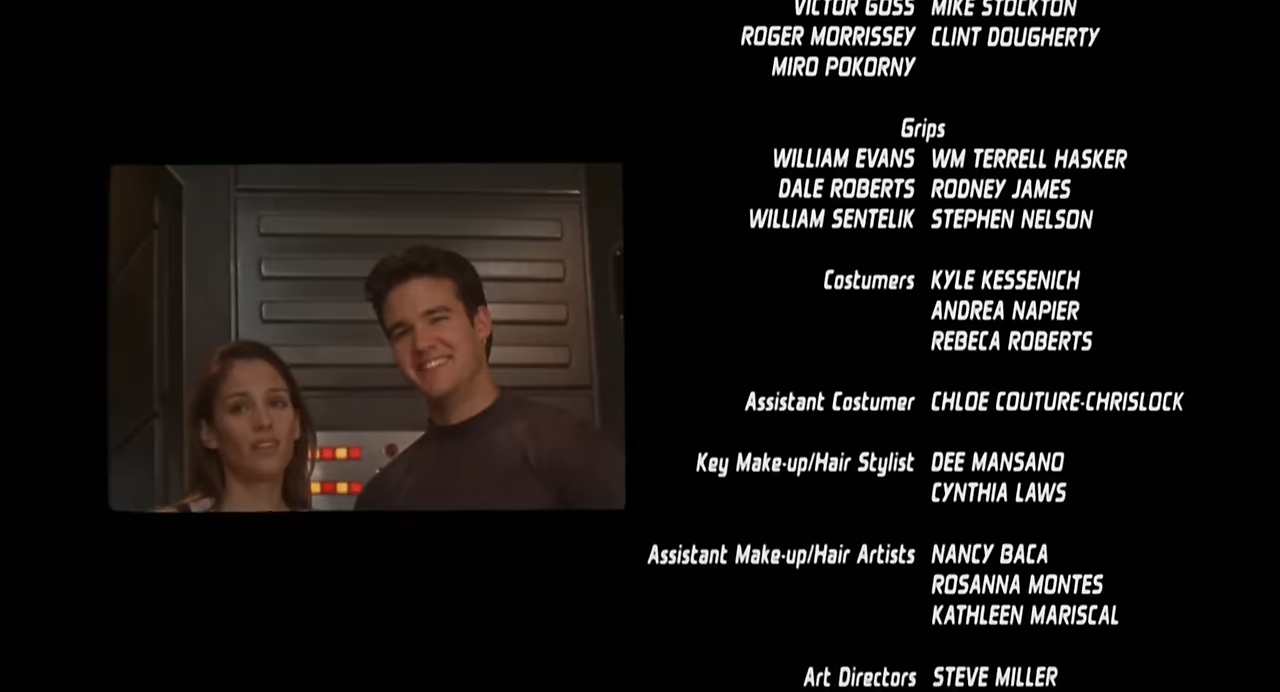 VICTOR GOSS MIKE STOCKTON
ROGER MORRISSEY CLINT DOUGHERTY
MIRO POKORNY
Grips
WILLIAM EVANS WM TERRELL HASKER
DALE ROBERTS RODNEY JAMES
WILLIAM SENTELIK STEPHEN NELSON
Costumers KYLE KESSENICH
ANDREA NAPIER
REBECA ROBERTS
Assistant Costumer CHLOE COUTURE-CHRISLOCK
Key Make-up/Hair Stylist DEE MANSANO
CYNTHIA LAWS
Assistant Make-up/Hair Artists NANCY BACA
ROSANNA MONTES
KATHLEEN MARISCAL
Art Directors STEVE MILLER